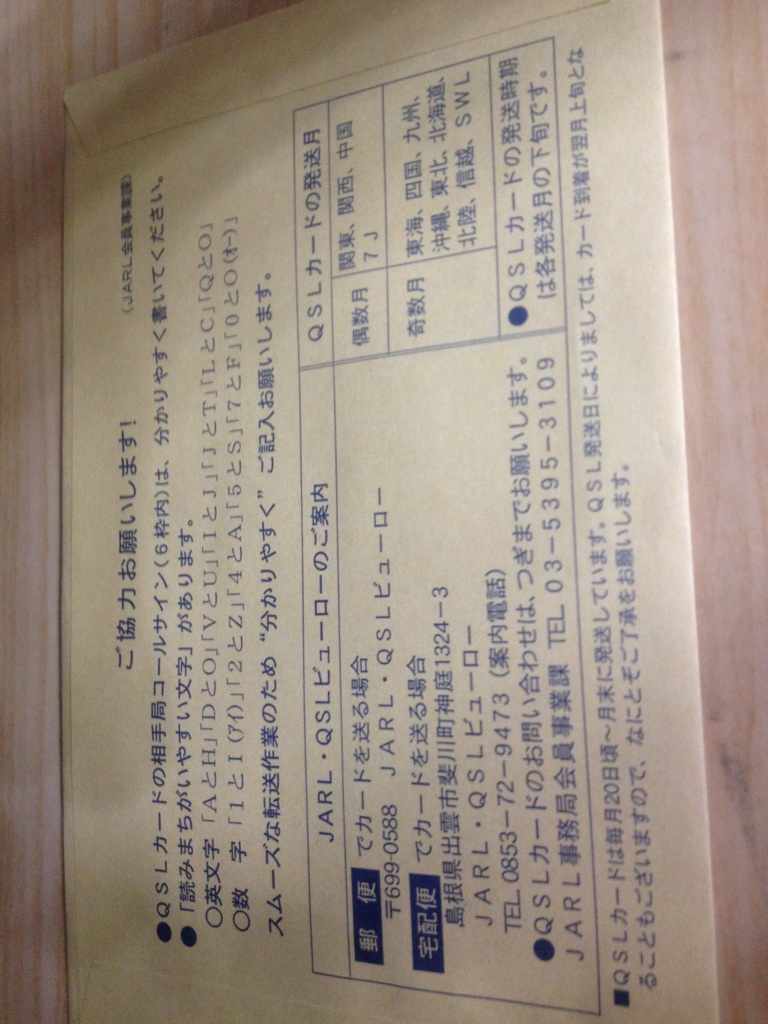 ご協力お願いします!
(JARL会員事業課)
●QSLカードの相手局コールサイン(6枠内)は、分かりやすく書いてください。
●「読みまちがいやすい文字」があります。
○英文字「AとH」「DとO」「VとU」「IとJ」「JとT」「LとC」「QとO」
○数 字「1とI(アイ)」「2とZ」「4とA」「5とS」「7とF」「0とO(オー)」
スムーズな転送作業のため“分かりやすく”ご記入お願いします。
JARL・QSLビューローのご案内
郵 便 でカードを送る場合
〒699-0588 JARL・QSLビューロー
宅配便 でカードを送る場合
島根県出雲市斐川町神庭1324-3
JARL・QSLビューロー
TEL 0853-72-9473(案内電話)
●QSLカードのお問い合わせは、つぎまでお願いします。
JARL事務局会員事業課 TEL 03-5395-3109
QSLカードの発送月
偶数月 関東、関西、中国
7J
奇数月 東海、四国、九州、
沖縄、東北、北海道、
北陸、信越、SWL
●QSLカードの発送時期
は各発送月の下旬です。
■QSLカードは毎月20日頃~月末に発送しています。QSL発送日によりましては、カード到着が翌月上旬とな
ることもございますので、なにとぞご了承をお願いします。